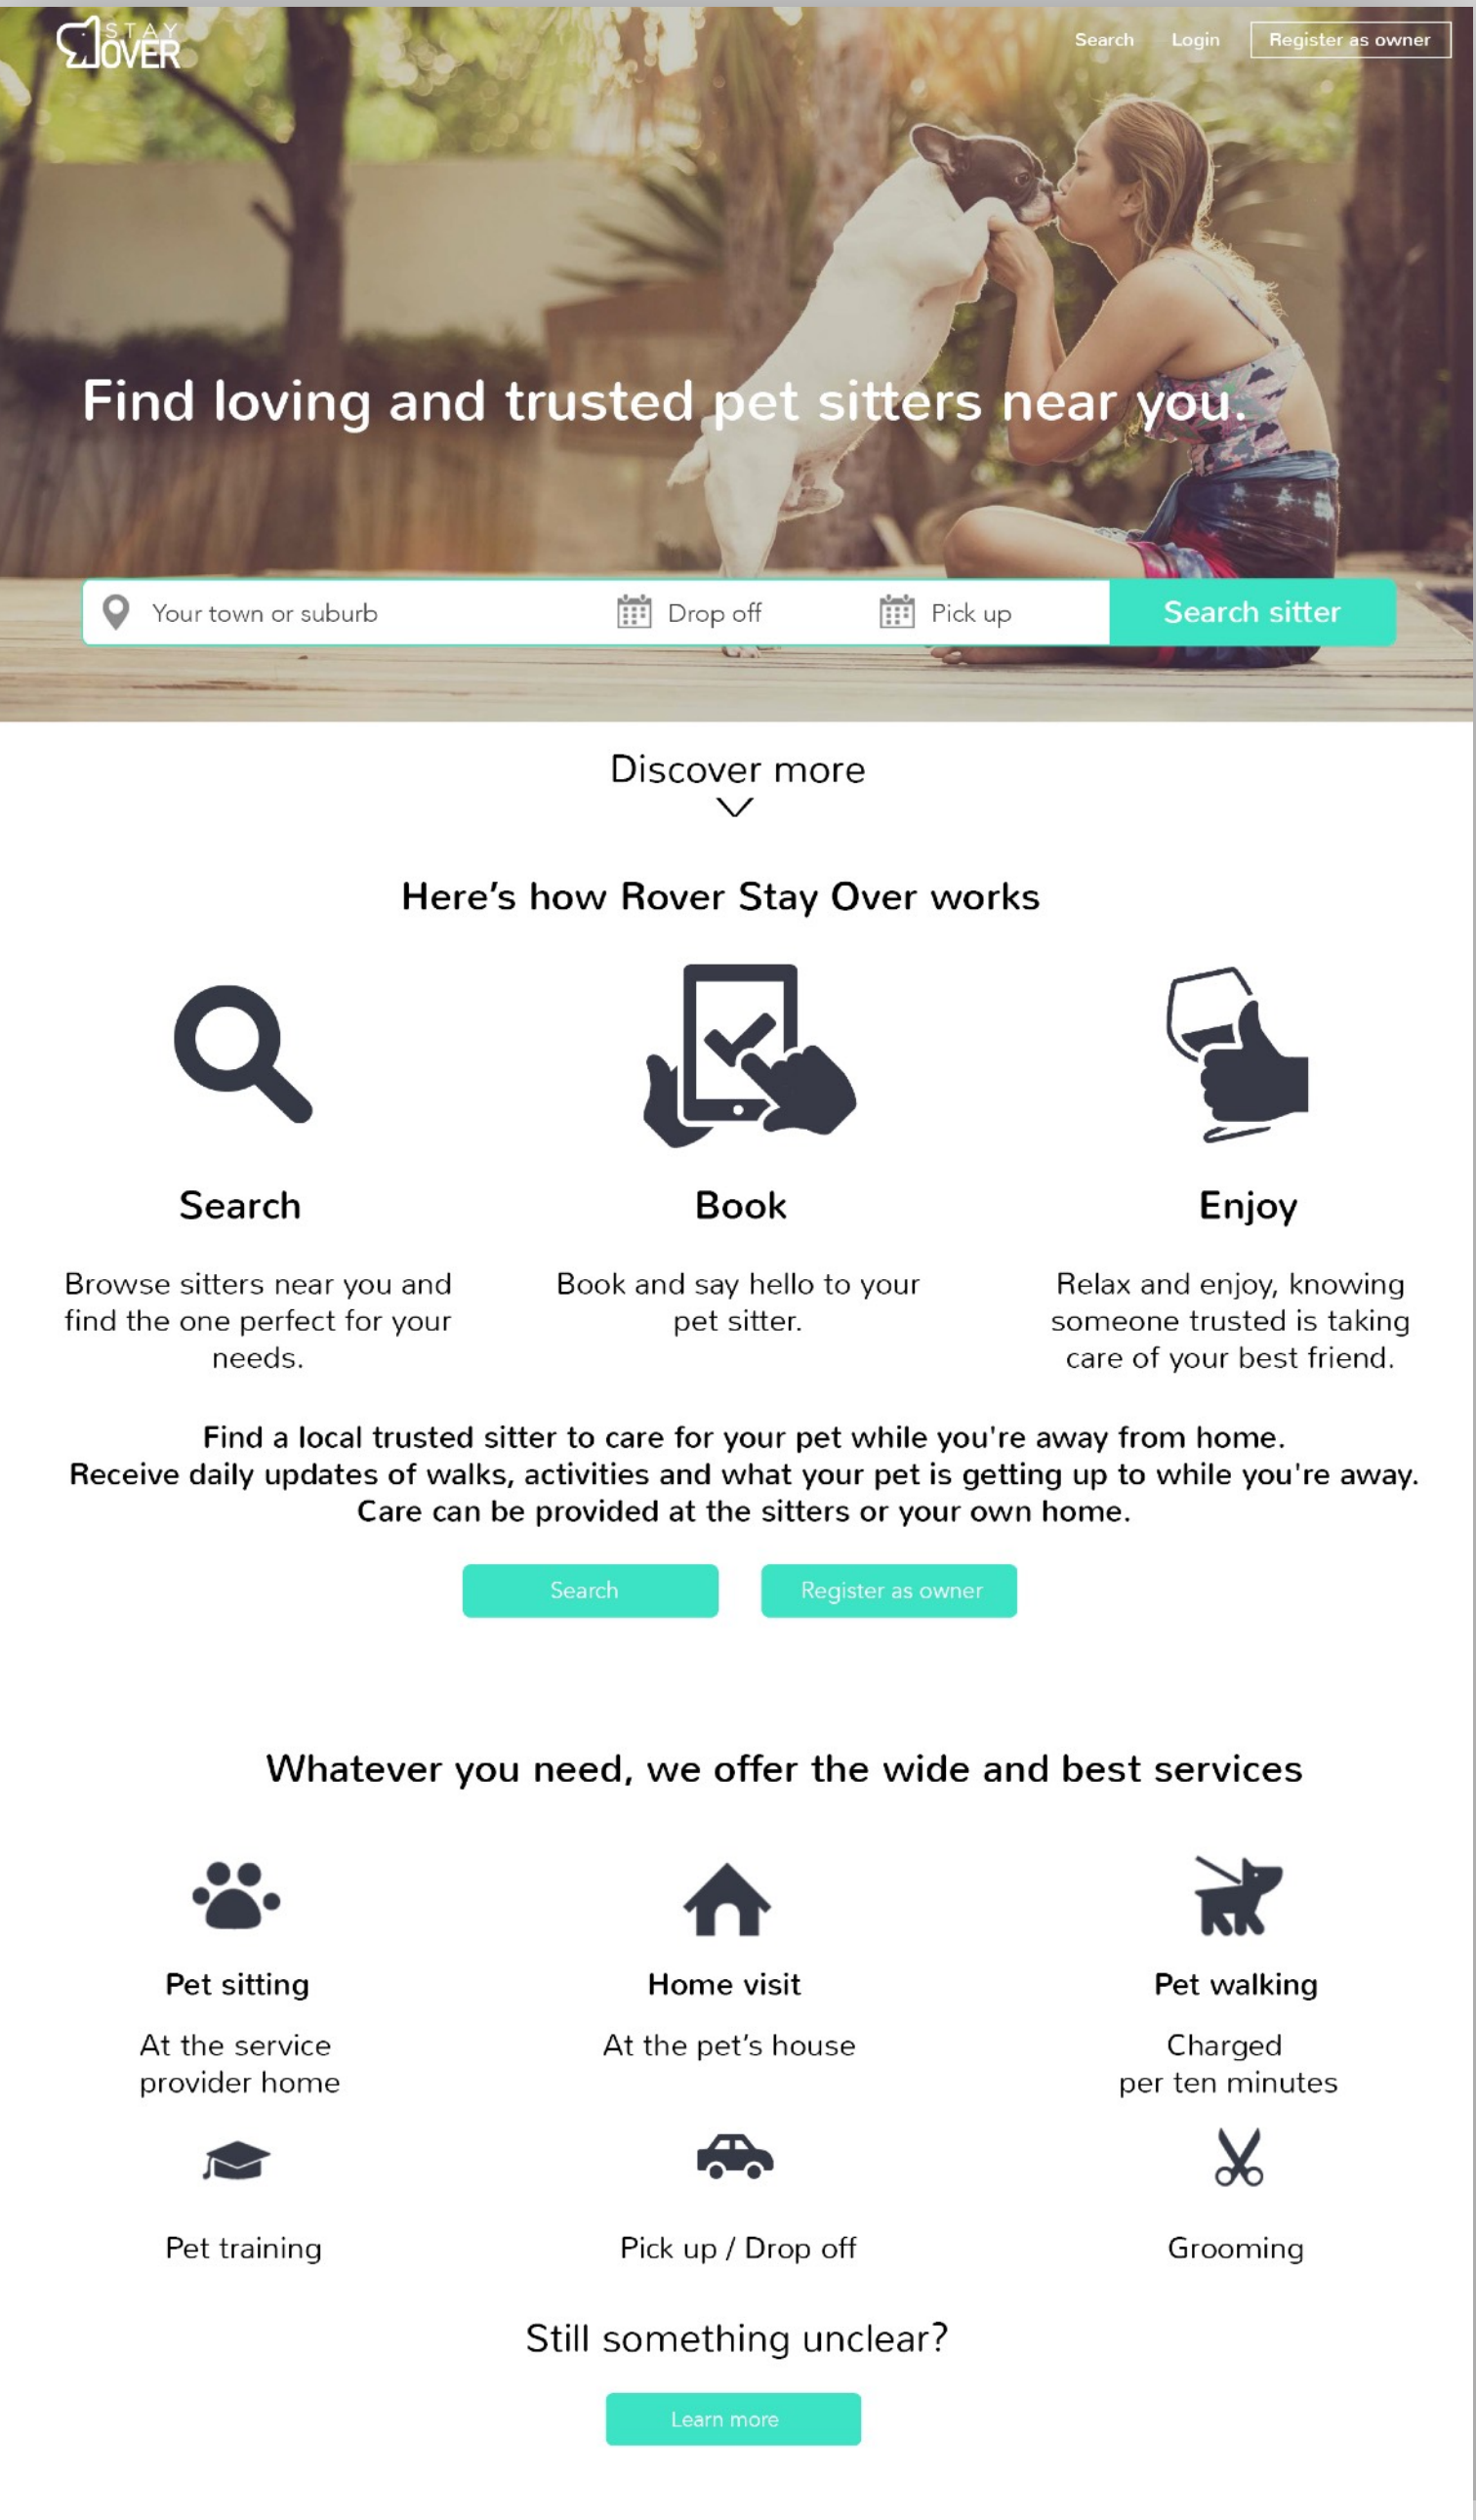 STAY
OVER
Search Login Register as owner
Find loving and trusted pet sitters near you.
Your town or suburb Drop off Pick up Search sitter
Discover more
Here’s how Rover Stay Over works
Search Book Enjoy
Browse sitters near you and
find the one perfect for your
needs.
Book and say hello to your
pet sitter.
Relax and enjoy, knowing
someone trusted is taking
care of your best friend.
Find a local trusted sitter to care for your pet while you're away from home.
Receive daily updates of walks, activities and what your pet is getting up to while you're away.
Care can be provided at the sitters or your own home.
Search Register as owner
Whatever you need, we offer the wide and best services
Pet sitting Home visit Pet walking
At the service
provider home
At the pet’s house
Charged
per ten minutes
Pet training Pick up / Drop off Grooming
Still something unclear?
Learn more